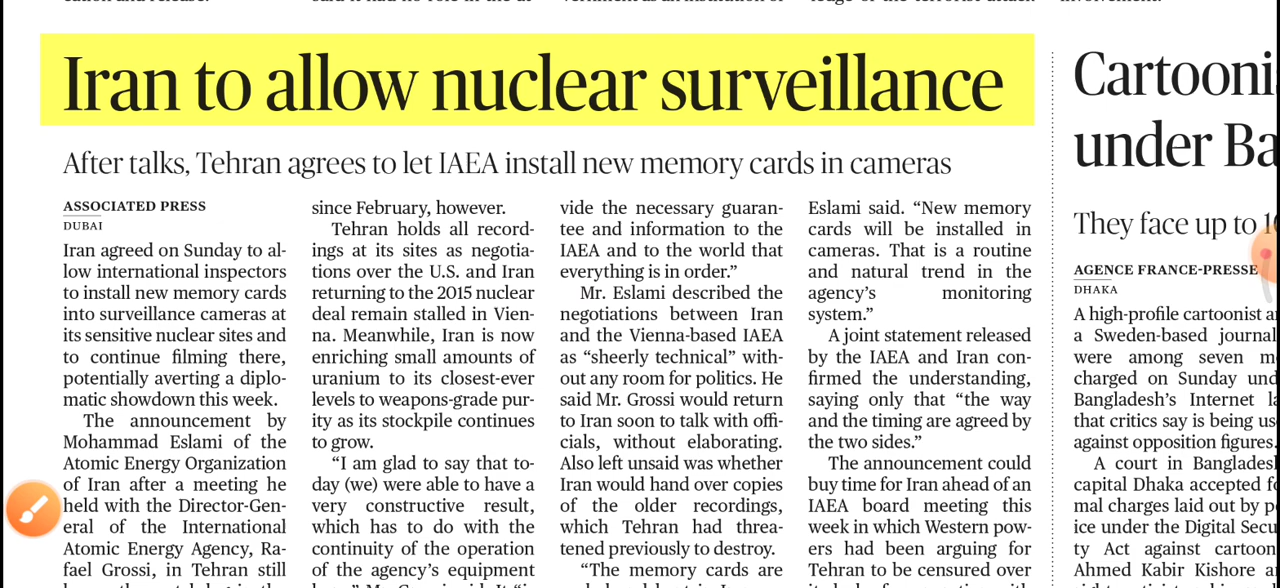 Iran to allow nuclear surveillance
After talks, Tehran agrees to let IAEA install new memory cards in cameras
ASSOCIATED PRESS
DUBAI
Iran agreed on Sunday to al-
low international inspectors
to install new memory cards
into surveillance cameras at
its sensitive nuclear sites and
to continue filming there,
potentially averting a diplo-
matic showdown this week.
The announcement by
Mohammad Eslami of the
Atomic Energy Organization
of Iran after a meeting he
held with the Director-Gen-
eral of the International
Atomic Energy Agency, Ra-
fael Grossi, in Tehran still
since February, however.
Tehran holds all record-
ings at its sites as negotia-
tions over the U.S. and Iran
returning to the 2015 nuclear
deal remain stalled in Vien-
na. Meanwhile, Iran is now
enriching small amounts of
uranium to its closest-ever
levels to weapons-grade pur-
ity as its stockpile continues
to grow.
“I am glad to say that to-
day (we) were able to have a
very constructive result,
which has to do with the
continuity of the operation
of the agency’s equipment
vide the necessary guaran-
tee and information to the
IAEA and to the world that
everything is in order.”
Mr. Eslami described the
negotiations between Iran
and the Vienna-based IAEA
as “sheerly technical” with-
out any room for politics. He
said Mr. Grossi would return
to Iran soon to talk with offi-
cials, without elaborating.
Also left unsaid was whether
Iran would hand over copies
of the older recordings,
which Tehran had threa-
tened previously to destroy.
“The memory cards are
Eslami said. “New memory
cards will be installed in
cameras. That is a routine
and natural trend in the
agency’s monitoring
system.”
A joint statement released
by the IAEA and Iran con-
firmed the understanding,
saying only that “the way
and the timing are agreed by
the two sides.”
The announcement could
buy time for Iran ahead of an
IAEA board meeting this
week in which Western pow-
ers had been arguing for
Tehran to be censured over
Cartooni
under Ba
They face up to
AGENCE FRANCE-PRESSE
DHAKA
A high-profile cartoonist
a Sweden-based journal
were among seven
charged on Sunday und
Bangladesh’s Internet
that critics say is being us
against opposition figures.
A court in Bangladesh
capital Dhaka accepted
mal charges laid out by
ice under the Digital Secu
ty Act against cartoon